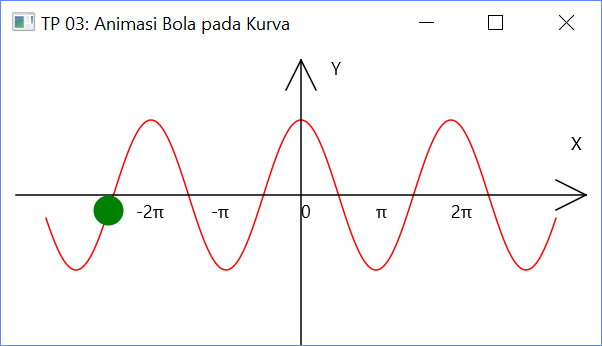 TP 03: Animasi Bola pada Kurva
Y
X
-2π -π 0 π 2π